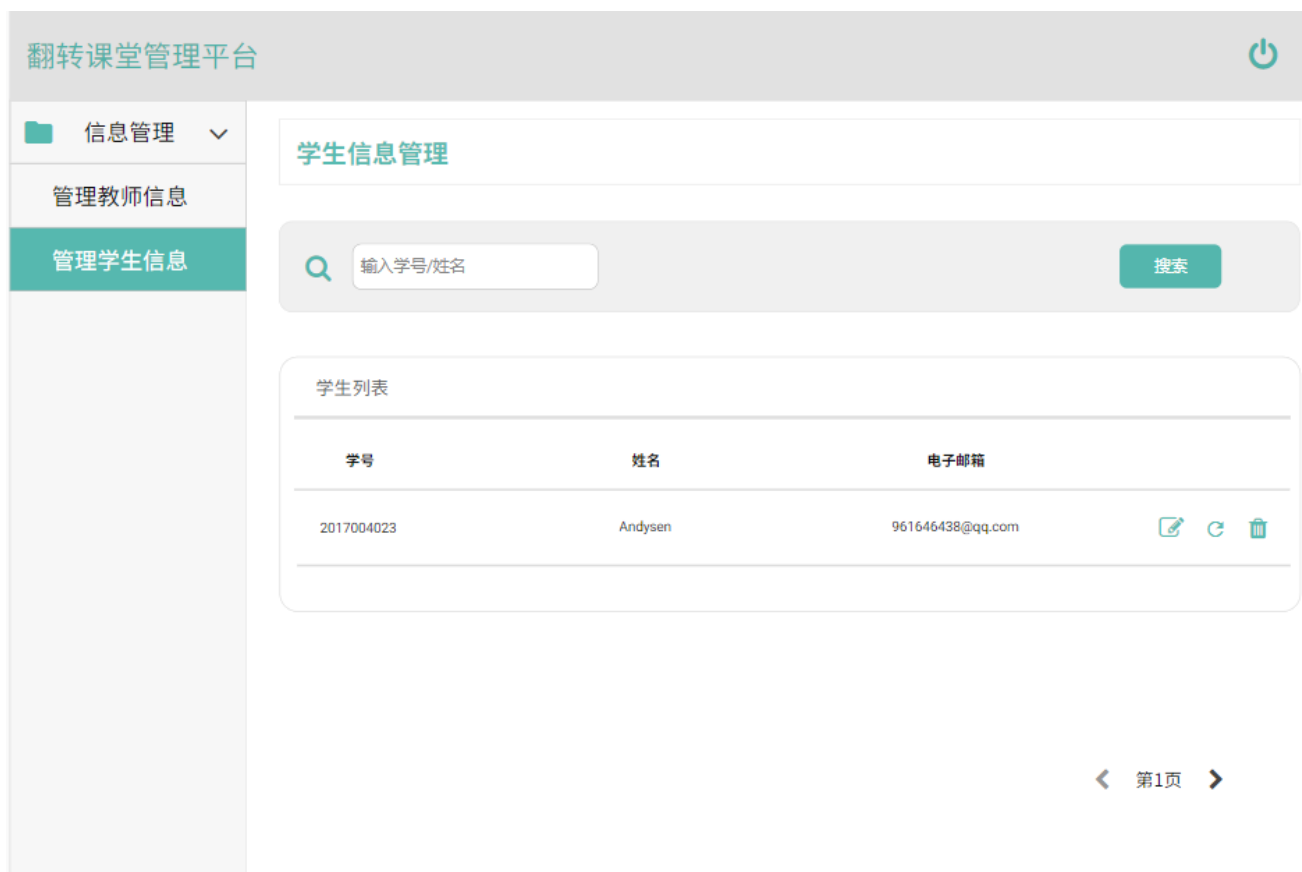 翻转课堂管理平台
信息管理
学生信息管理
管理教师信息
管理学生信息
输入学号/姓名
搜索
学生列表
学号 姓名 电子邮箱
2017004023 Andysen 961646438@qq.com
第1页